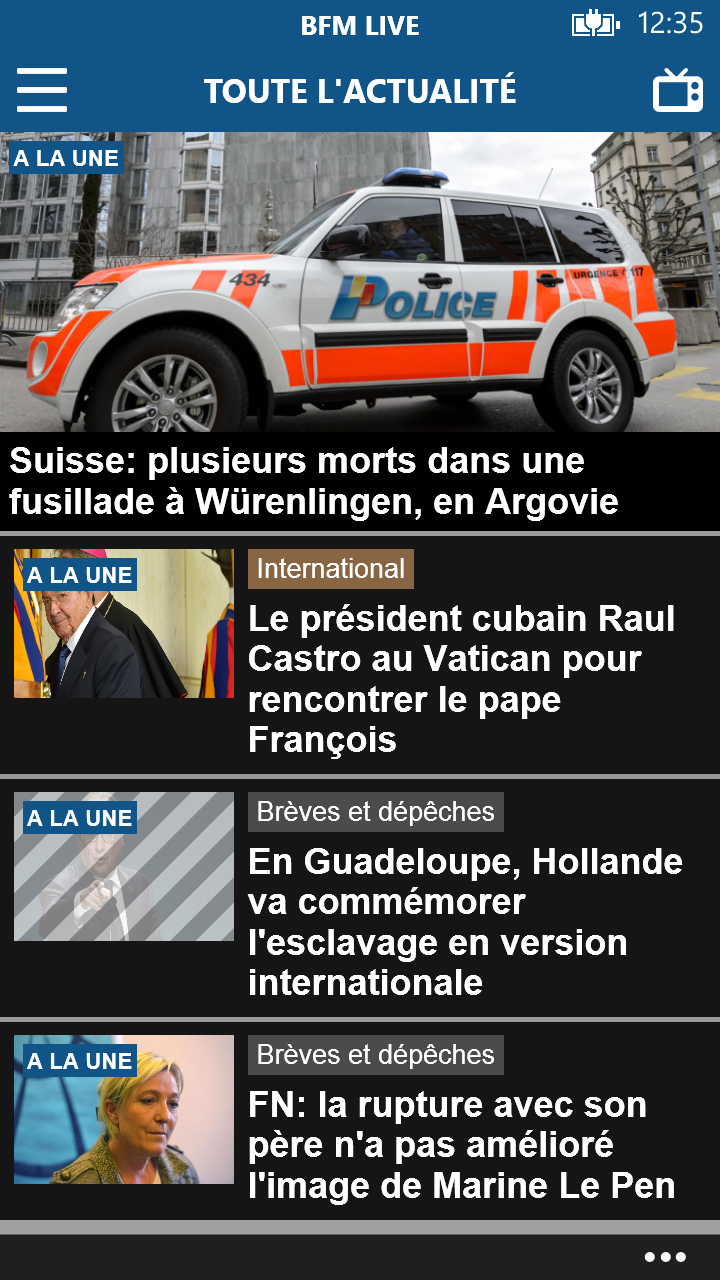 BFM LIVE
12:35
TOUTE L'ACTUALITÉ
A LA UNE
434
POLICE
URGENCE 117
Suisse: plusieurs morts dans une
fusillade à Würenlingen, en Argovie
A LA UNE
International
Le président cubain Raul
Castro au Vatican pour
rencontrer le pape
François
A LA UNE
Brèves et dépêches
En Guadeloupe, Hollande
va commémorer
l'esclavage en version
internationale
A LA UNE
Brèves et dépêches
FN: la rupture avec son
père n'a pas amélioré
l'image de Marine Le Pen